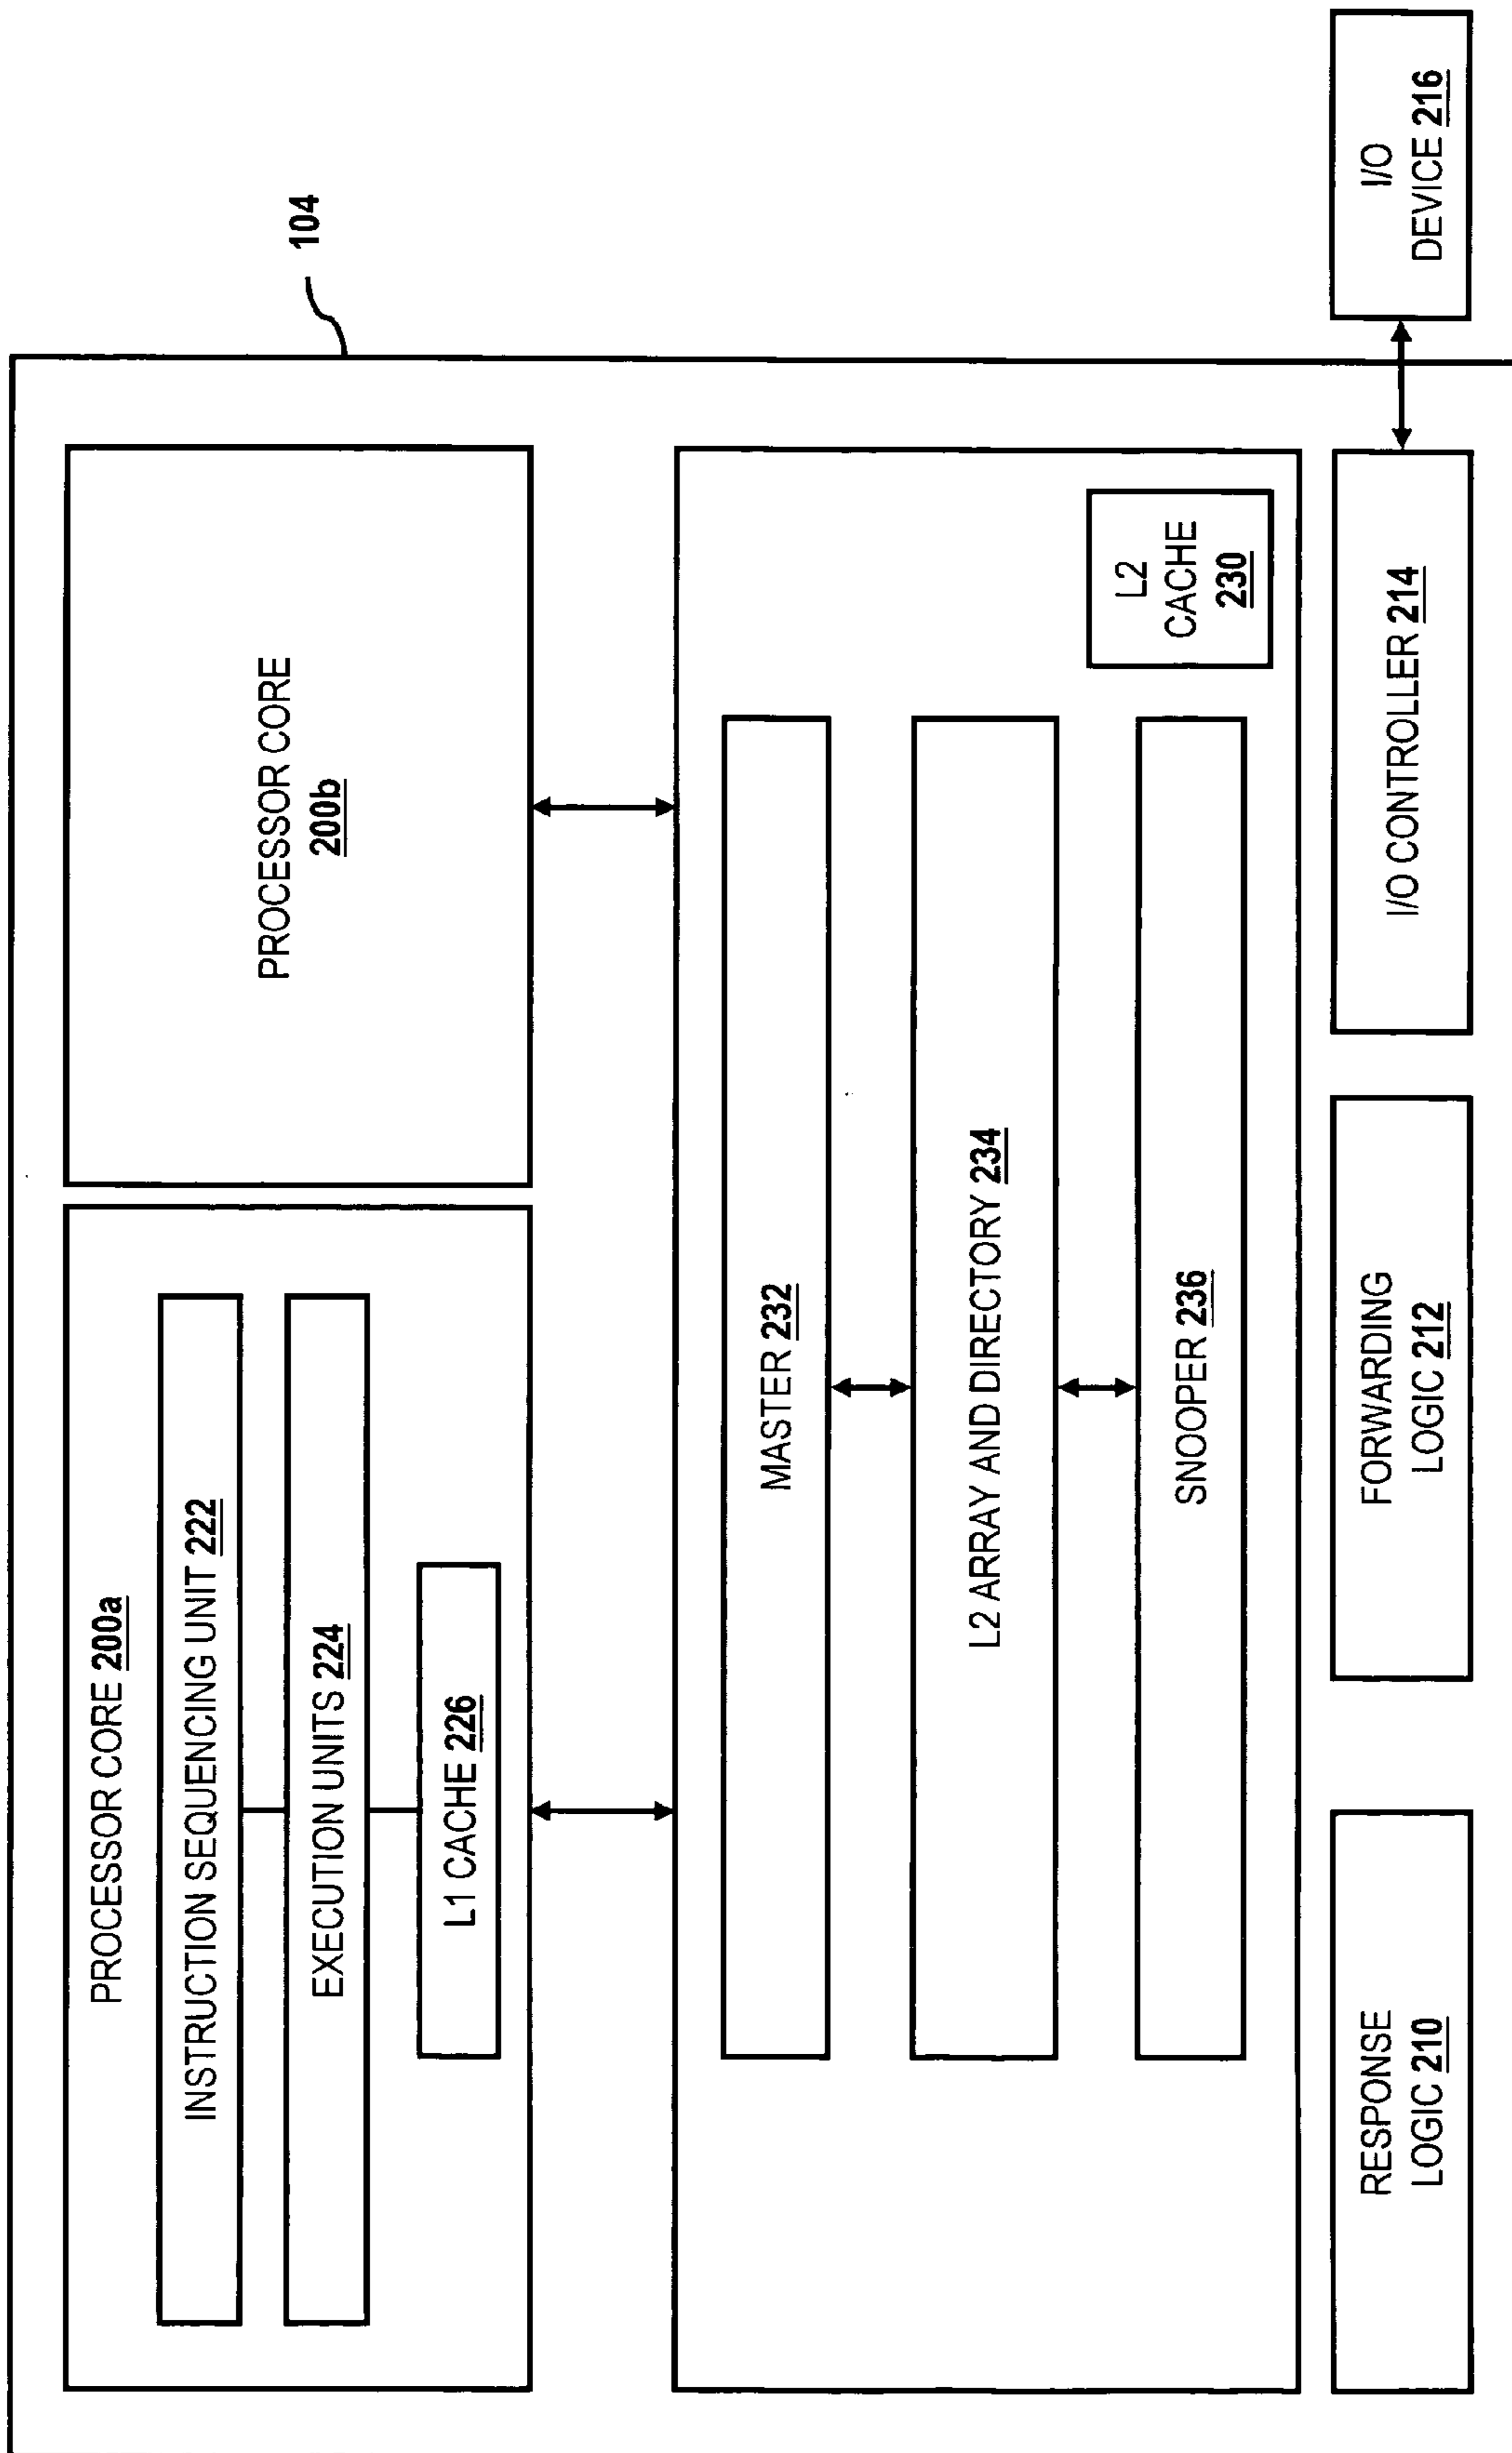 104
PROCESSOR CORE 200a
INSTRUCTION SEQUENCING UNIT 222
EXECUTION UNITS 224
L1 CACHE 226
PROCESSOR CORE
200b
MASTER 232
L2 ARRAY AND DIRECTORY 234
SNOOPER 236
L2
CACHE
230
RESPONSE
LOGIC 210
FORWARDING
LOGIC 212
I/O CONTROLLER 214
I/O
DEVICE 216